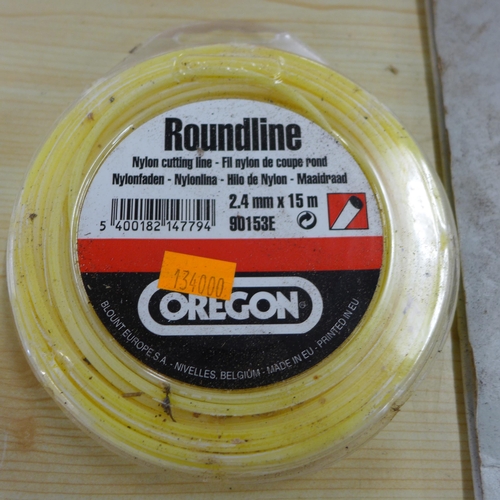 Roundline
Nylon cutting line - Fil nylon de coupe rond
Nylonfaden - Nylonlina - Hilo de Nylon - Maaidraad
2.4 mm x 15 m
90153E
5 400182 147794
134000
OREGON®
BLOUNT EUROPE S.A. - NIVELLES, BELGIUM - MADE IN EU - PRINTED IN EU